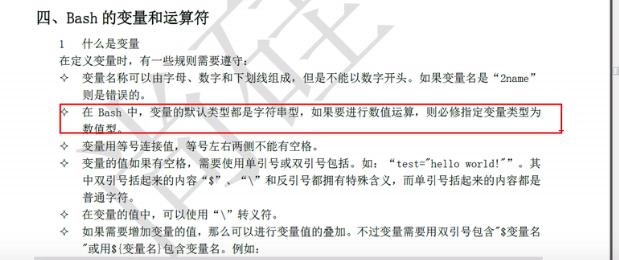 四、Bash 的变量和运算符
1 什么是变量
在定义变量时，有一些规则需要遵守：
✧ 变量名称可以由字母、数字和下划线组成，但是不能以数字开头。如果变量名是“2name”
则是错误的。
✧ 在 Bash 中，变量的默认类型都是字符串型，如果要进行数值运算，则必修指定变量类型为
数值型。
✧ 变量用等号连接值，等号左右两侧不能有空格。
✧ 变量的值如果有空格，需要使用单引号或双引号包括。如：“test="hello world!"”。其
中双引号括起来的内容“$”、“\”和反引号都拥有特殊含义，而单引号括起来的内容都是
普通字符。
✧ 在变量的值中，可以使用“\”转义符。
✧ 如果需要增加变量的值，那么可以进行变量值的叠加。不过变量需要用双引号包含"$变量名
"或用${变量名}包含变量名。例如：